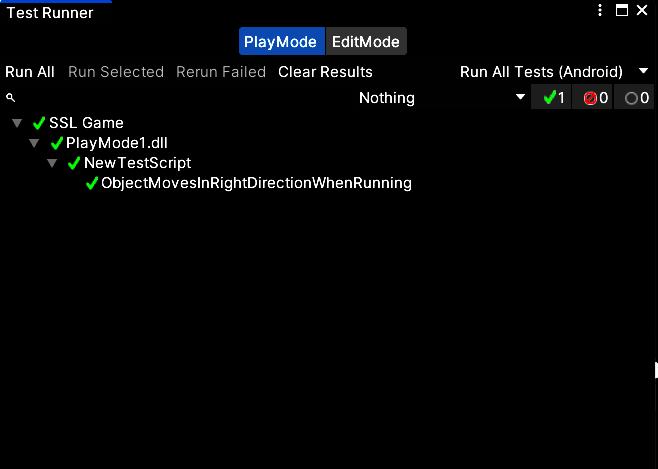 Test Runner
PlayMode EditMode
Run All Run Selected Rerun Failed Clear Results Run All Tests (Android)
Nothing 1 0 0
SSL Game
PlayMode1.dll
NewTestScript
ObjectMovesInRightDirectionWhenRunning